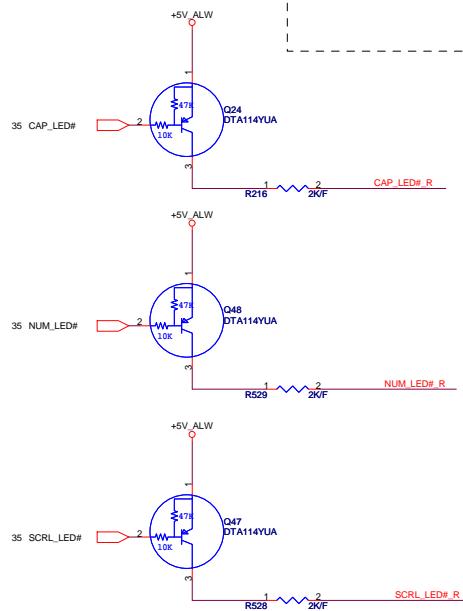 +5V_ALW
1
47K
Q24
DTA114YUA
35 CAP_LED#
2
10K
3
1
2
CAP_LED#_R
R216
2K/F
+5V_ALW
1
47K
Q48
DTA114YUA
35 NUM_LED#
2
10K
3
1
2
NUM_LED#_R
R529
2K/F
+5V_ALW
1
47K
Q47
DTA114YUA
35 SCRL_LED#
2
10K
3
1
2
SCRL_LED#_R
R528
2K/F